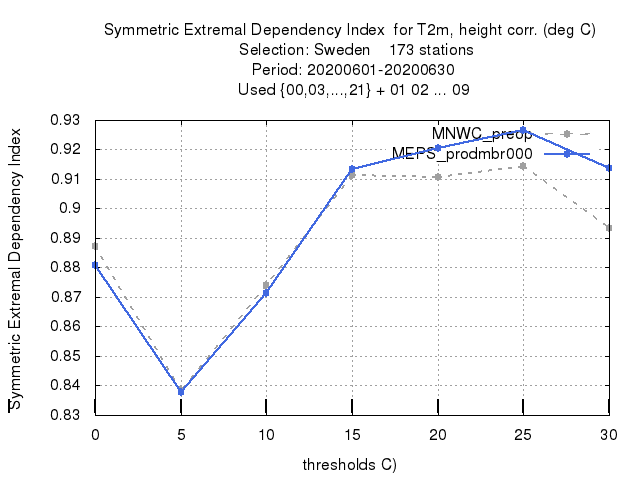 Symmetric Extremal Dependency Index for T2m, height corr. (deg C)
Selection: Sweden 173 stations
Period: 20200601-20200630
Used {00,03,...,21} + 01 02 ... 09
Symmetric Extremal Dependency Index
0.93
0.92
0.91
0.9
0.89
0.88
0.87
0.86
0.85
0.84
0.83
MNWC_preop
MEPS_prodmbr000
0 5 10 15 20 25 30
thresholds C)